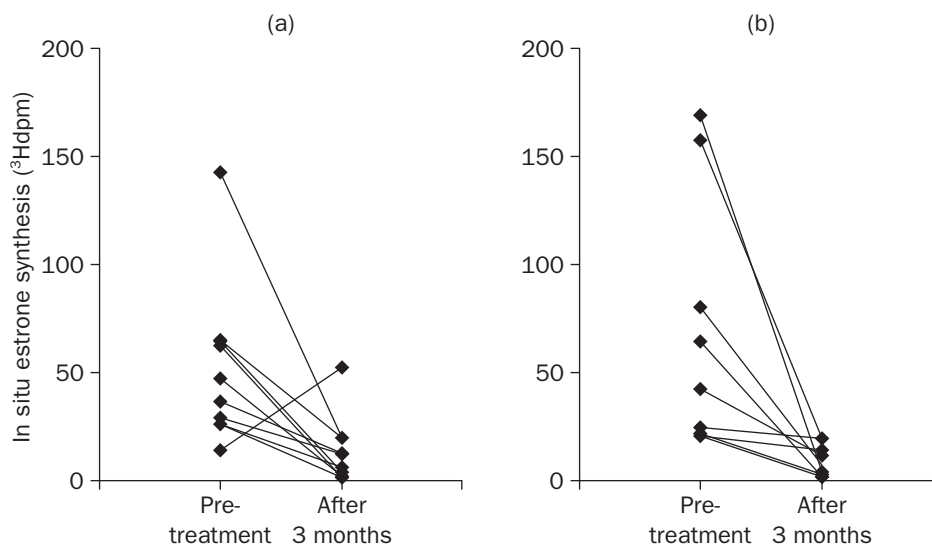 (a)
(b)
In situ estrone synthesis (³Hdpm)
200
150
100
50
0
Pre-
treatment
After
3 months
200
150
100
50
0
Pre-
treatment
After
3 months